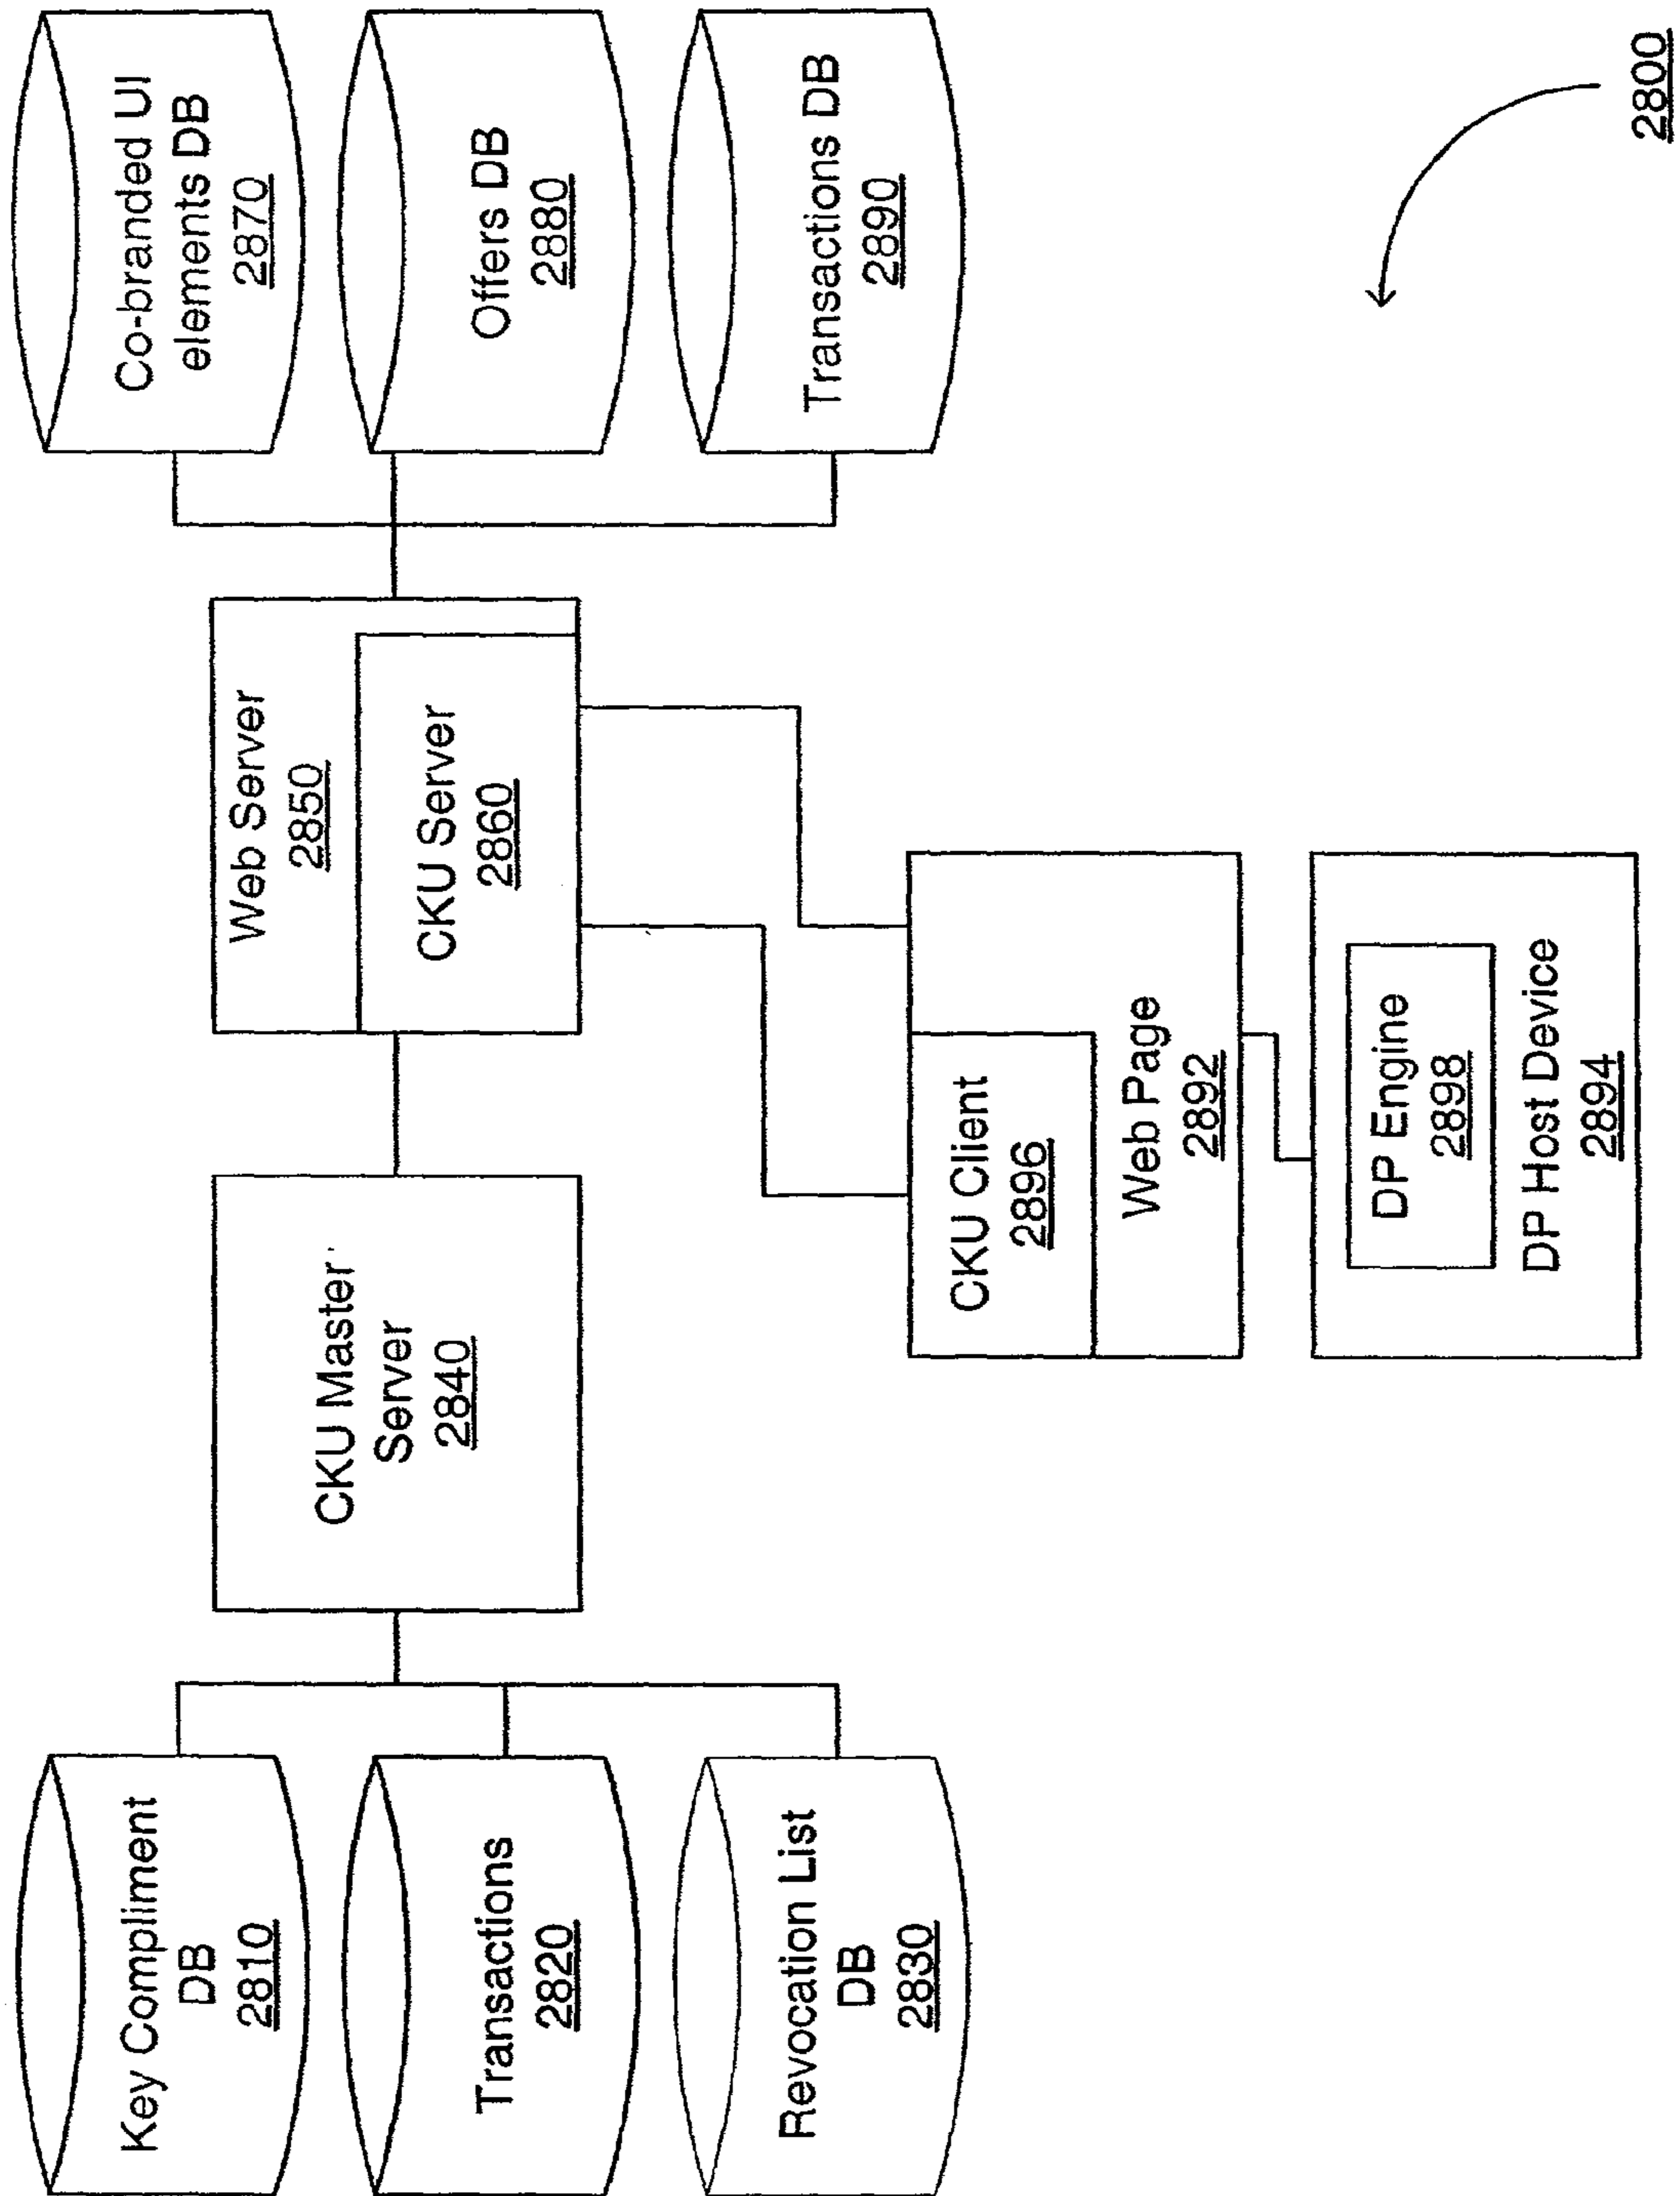 Key Compliment
DB
2810
Transactions
2820
Revocation List
DB
2830
CKU Master
Server
2840
Web Server
2850
CKU Server
2860
Co-branded UI
elements DB
2870
Offers DB
2880
Transactions DB
2890
CKU Client
2896
Web Page
2892
DP Engine
2898
DP Host Device
2894
2800